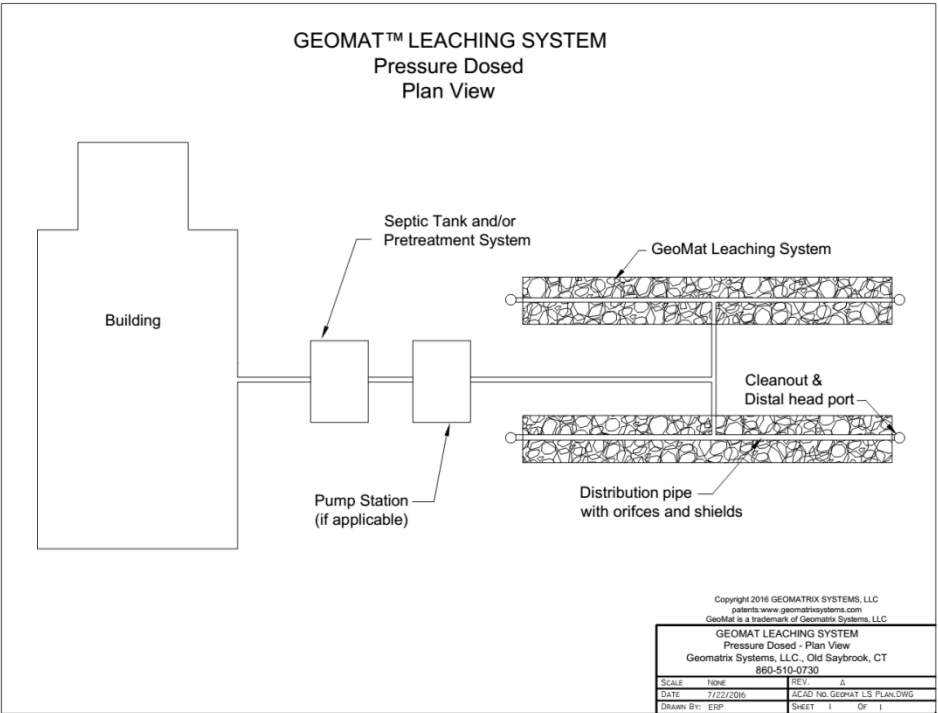 GEOMAT™ LEACHING SYSTEM
Pressure Dosed
Plan View
Septic Tank and/or
Pretreatment System
GeoMat Leaching System
Building
Cleanout &
Distal head port
Pump Station
(if applicable)
Distribution pipe
with orifces and shields
Copyright 2016 GEOMATRIX SYSTEMS, LLC
patents:www.geomatrixsystems.com
GeoMat is a trademark of Geomatrix Systems, LLC
GEOMAT LEACHING SYSTEM
Pressure Dosed - Plan View
Geomatrix Systems, LLC., Old Saybrook, CT
860-510-0730
SCALE NONE REV. A
DATE 7/22/2016 ACAD NO. GEOMAT LS PLAN.DWG
DRAWN BY: ERP SHEET 1 OF 1